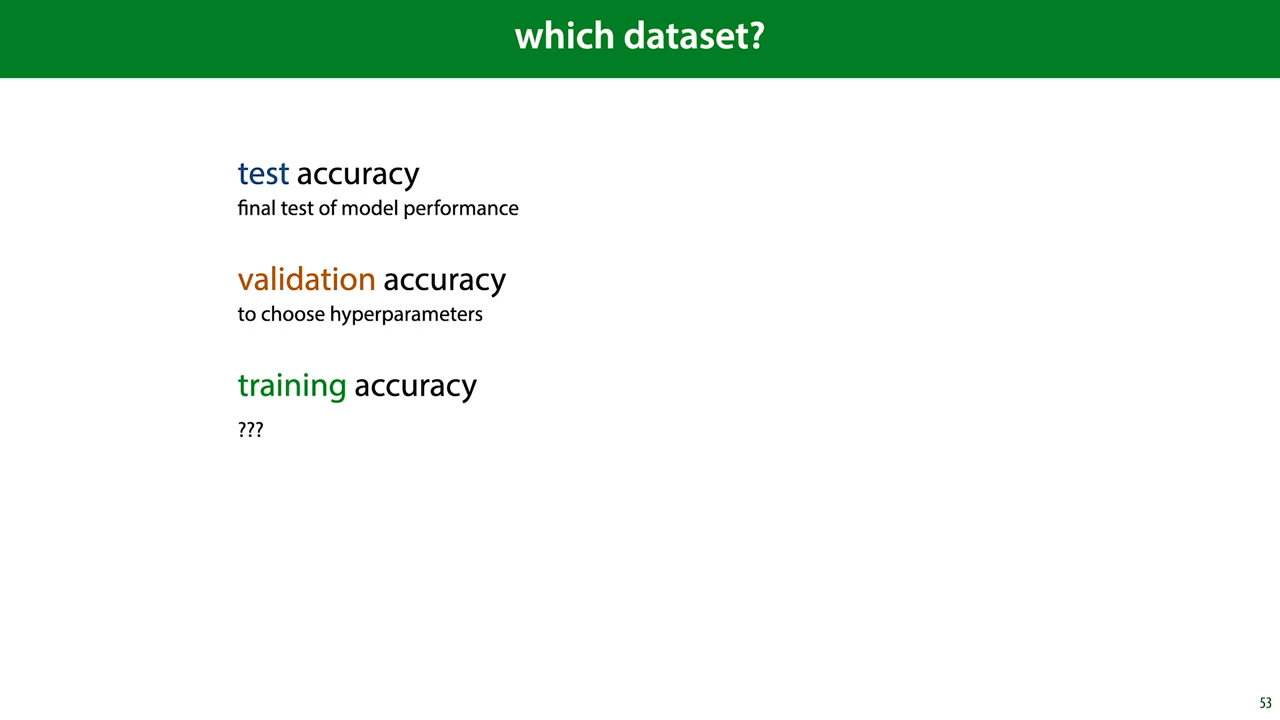 which dataset?
test accuracy
final test of model performance
validation accuracy
to choose hyperparameters
training accuracy
???
53